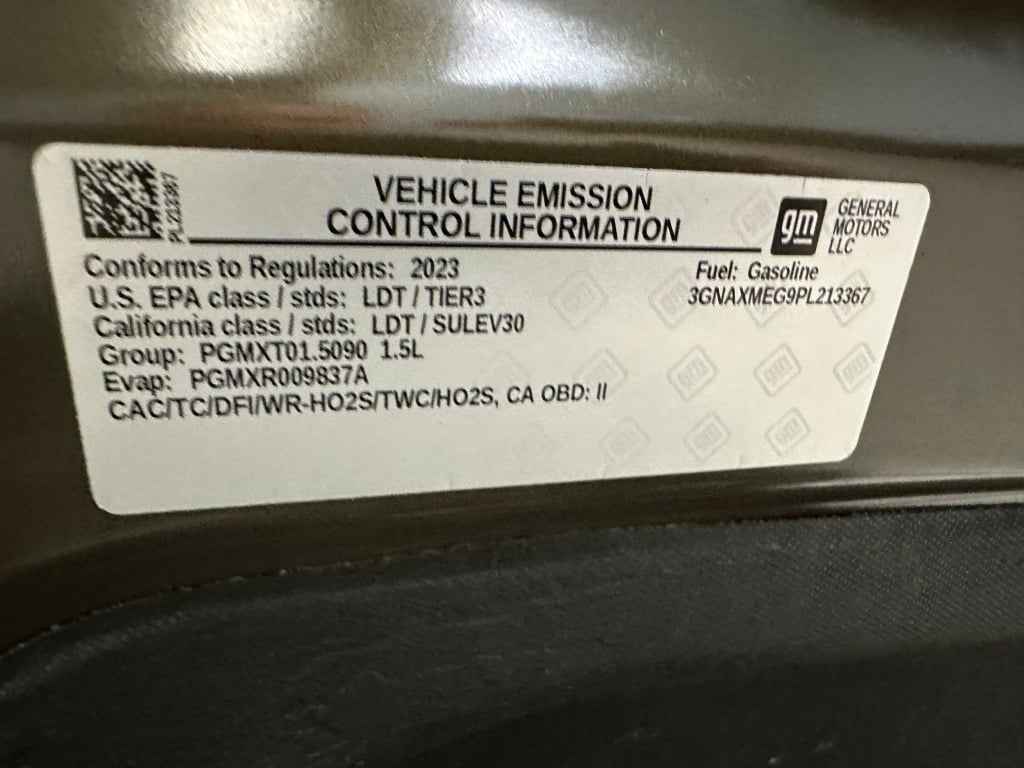 VEHICLE EMISSION
CONTROL INFORMATION
gm
GENERAL
MOTORS
LLC
PL213367
Conforms to Regulations: 2023
Fuel: Gasoline
U.S. EPA class / stds: LDT / TIER3
3GNAXMEG9PL213367
California class / stds: LDT / SULEV30
Group: PGMXT01.5090 1.5L
Evap: PGMXR009837A
CAC/TC/DFI/WR-HO2S/TWC/HO2S, CA OBD: II